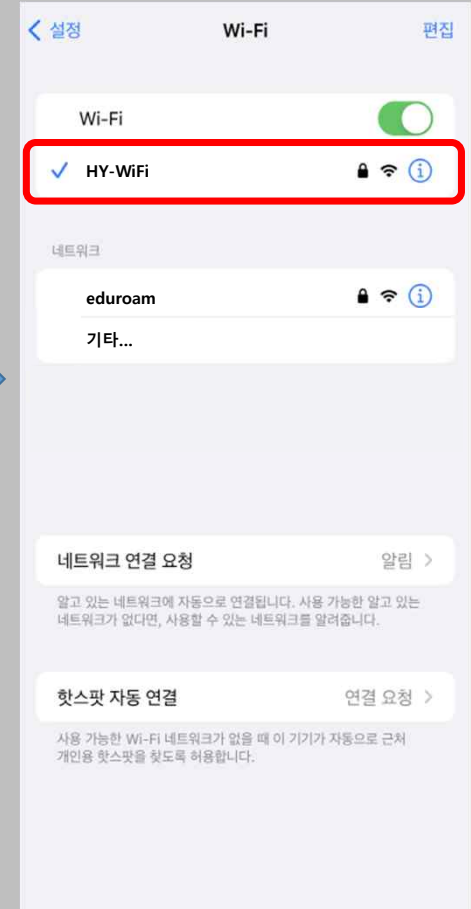 설정 Wi-Fi 편집
Wi-Fi
HY-WiFi
네트워크
eduroam
기타...
네트워크 연결 요청 알림
알고 있는 네트워크에 자동으로 연결됩니다. 사용 가능한 알고 있는
네트워크가 없다면, 사용할 수 있는 네트워크를 알려줍니다.
핫스팟 자동 연결 연결 요청
사용 가능한 Wi-Fi 네트워크가 없을 때 이 기기가 자동으로 근처
개인용 핫스팟을 찾도록 허용합니다.